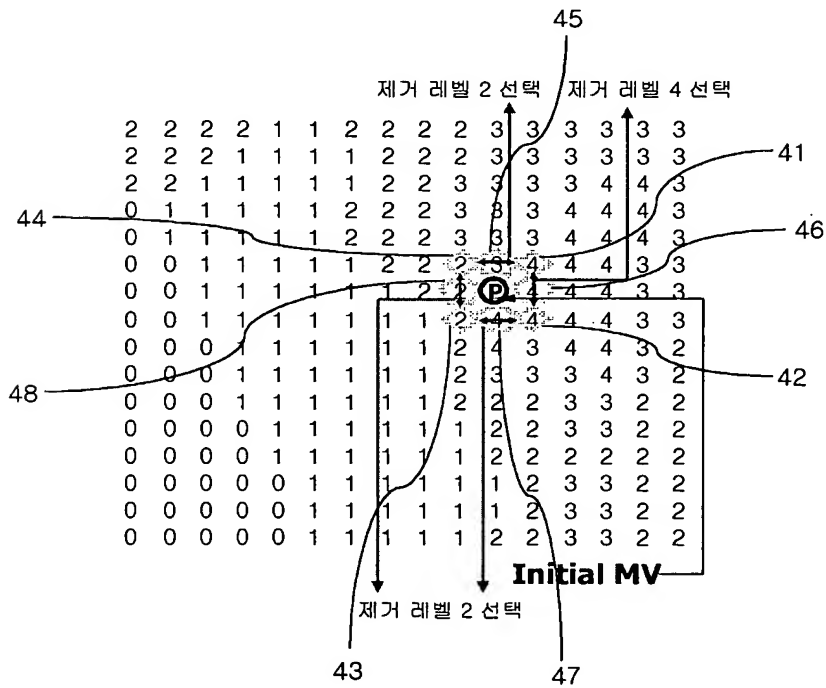 45
제거 레벨 2 선택 제거 레벨 4 선택
2 2 2 2 1 1 2 2 2 2 3 3 3 3 3 3
41
2 2 2 1 1 1 1 2 2 2 3 3 3 3 3 3
2 2 1 1 1 1 1 2 2 3 3 3 3 4 4 3
44
0 1 1 1 1 1 2 2 2 3 3 3 4 4 4 3
46
0 1 1 1 1 1 2 2 2 3 3 3 4 4 4 3
0 0 1 1 1 1 1 2 2 2 3 4 4 4 3 3
0 0 1 1 1 1 1 1 2 2 P 4 4 4 3 3
0 0 1 1 1 1 1 1 1 2 4 4 4 4 3 3
0 0 0 1 1 1 1 1 1 2 4 3 4 4 3 2
48
0 0 0 1 1 1 1 1 1 2 3 3 3 4 3 2
42
0 0 0 1 1 1 1 1 1 2 2 2 3 3 2 2
0 0 0 0 1 1 1 1 1 1 2 2 3 3 2 2
0 0 0 0 1 1 1 1 1 1 2 2 2 2 2 2
0 0 0 0 0 1 1 1 1 1 1 2 3 3 2 2
0 0 0 0 0 1 1 1 1 1 1 2 3 3 2 2
0 0 0 0 0 1 1 1 1 1 2 2 3 3 2 2
Initial MV
제거 레벨 2 선택
43
47